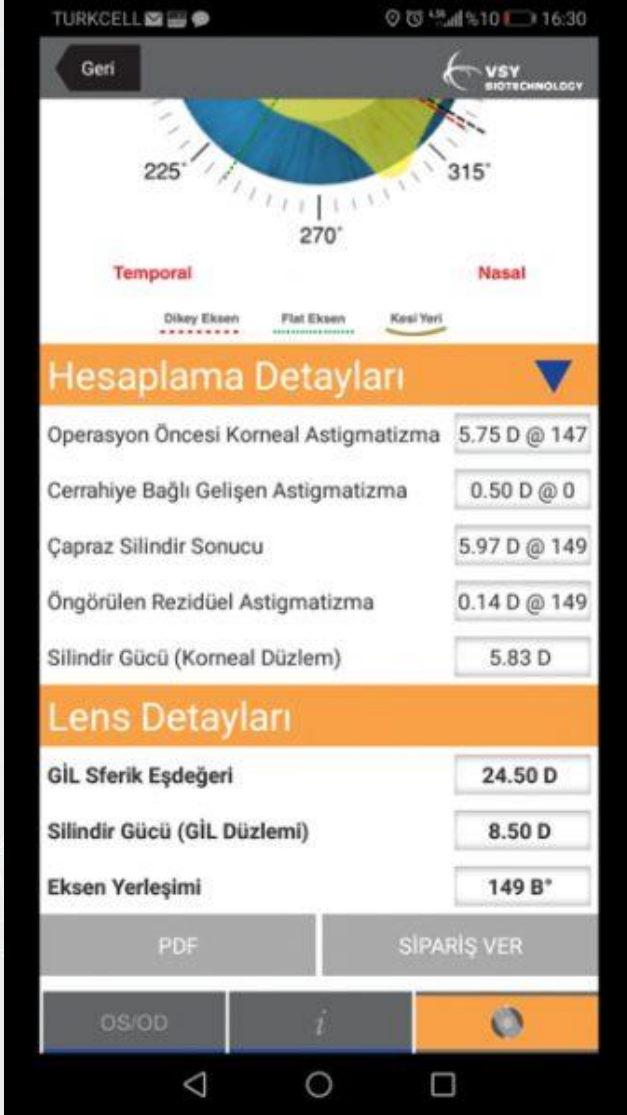 TURKCELL %10 16:30
Geri
VSY
BIOTECHNOLOGY
225° 315°
270°
Temporal Nasal
Dikey Eksen Flat Eksen Kesi Yeri
Hesaplama Detayları
Operasyon Öncesi Korneal Astigmatizma 5.75 D @ 147
Cerrahiye Bağlı Gelişen Astigmatizma 0.50 D @ 0
Çapraz Silindir Sonucu 5.97 D @ 149
Öngörülen Rezidüel Astigmatizma 0.14 D @ 149
Silindir Gücü (Korneal Düzlem) 5.83 D
Lens Detayları
GİL Sferik Eşdeğeri 24.50 D
Silindir Gücü (GİL Düzlemi) 8.50 D
Eksen Yerleşimi 149 B°
PDF SİPARİŞ VER
OS/OD i